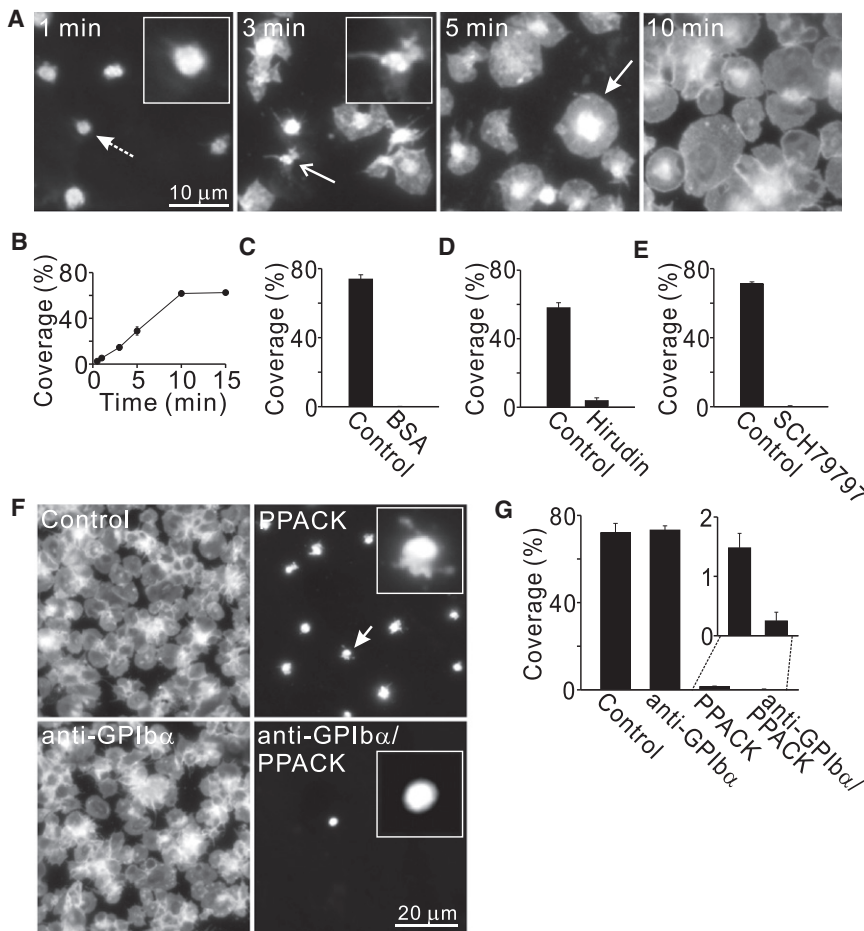 A
1 min
3 min
5 min
10 min
10 μm
B
Coverage (%)
80
40
0
0
5
10
15
Time (min)
C
Coverage (%)
80
40
0
Control
BSA
D
Coverage (%)
80
40
0
Control
Hirudin
E
Coverage (%)
80
40
0
Control
SCH79797
F
Control
PPACK
anti-GPIbα
anti-GPIbα/
PPACK
20 μm
G
Coverage (%)
80
40
0
2
1
0
Control
anti-GPIbα
PPACK
anti-GPIbα/
PPACK